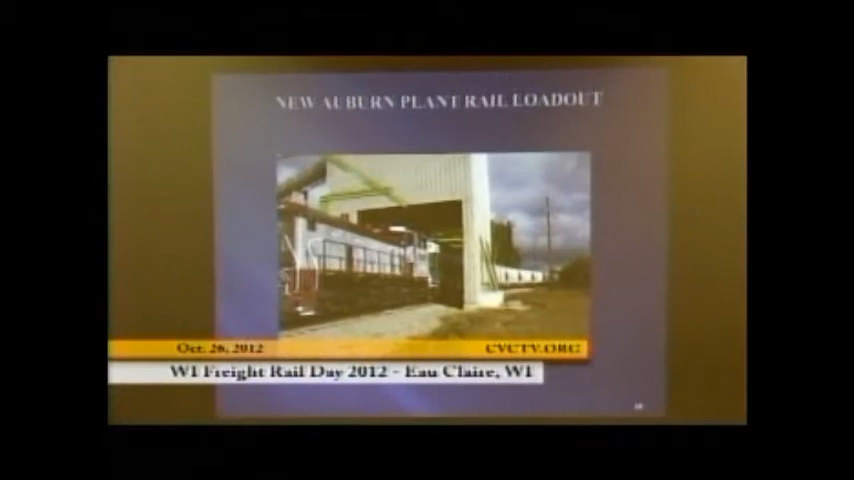 NEW AUBURN PLANT RAIL LOADOUT
Oct. 26, 2012
CVCTV.ORG
WI Freight Rail Day 2012 - Eau Claire, WI